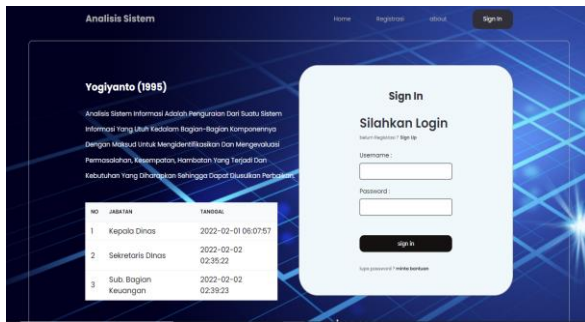 Analisis Sistem
Home Registrasi about Sign In
Yogiyanto (1995)
Analisis Sistem Informasi Adalah Penguraian Dari Suatu Sistem
Informasi Yang Utuh Kedalam Bagian-Bagian Komponennya
Dengan Maksud Untuk Mengidentifikasikan Dan Mengevaluasi
Permasalahan, Kesempatan, Hambatan Yang Terjadi Dan
Kebutuhan Yang Diharapkan Sehingga Dapat Diusulkan Perbaikan.
NO JABATAN TANGGAL
1 Kepala Dinas 2022-02-01 06:07:57
2 Sekretaris Dinas 2022-02-02
02:35:22
3 Sub. Bagian
Keuangan 2022-02-02
02:39:23
Sign In
Silahkan Login
belum Registrasi ? Sign Up
Username :
Password :
sign in
lupa password ? minta bantuan